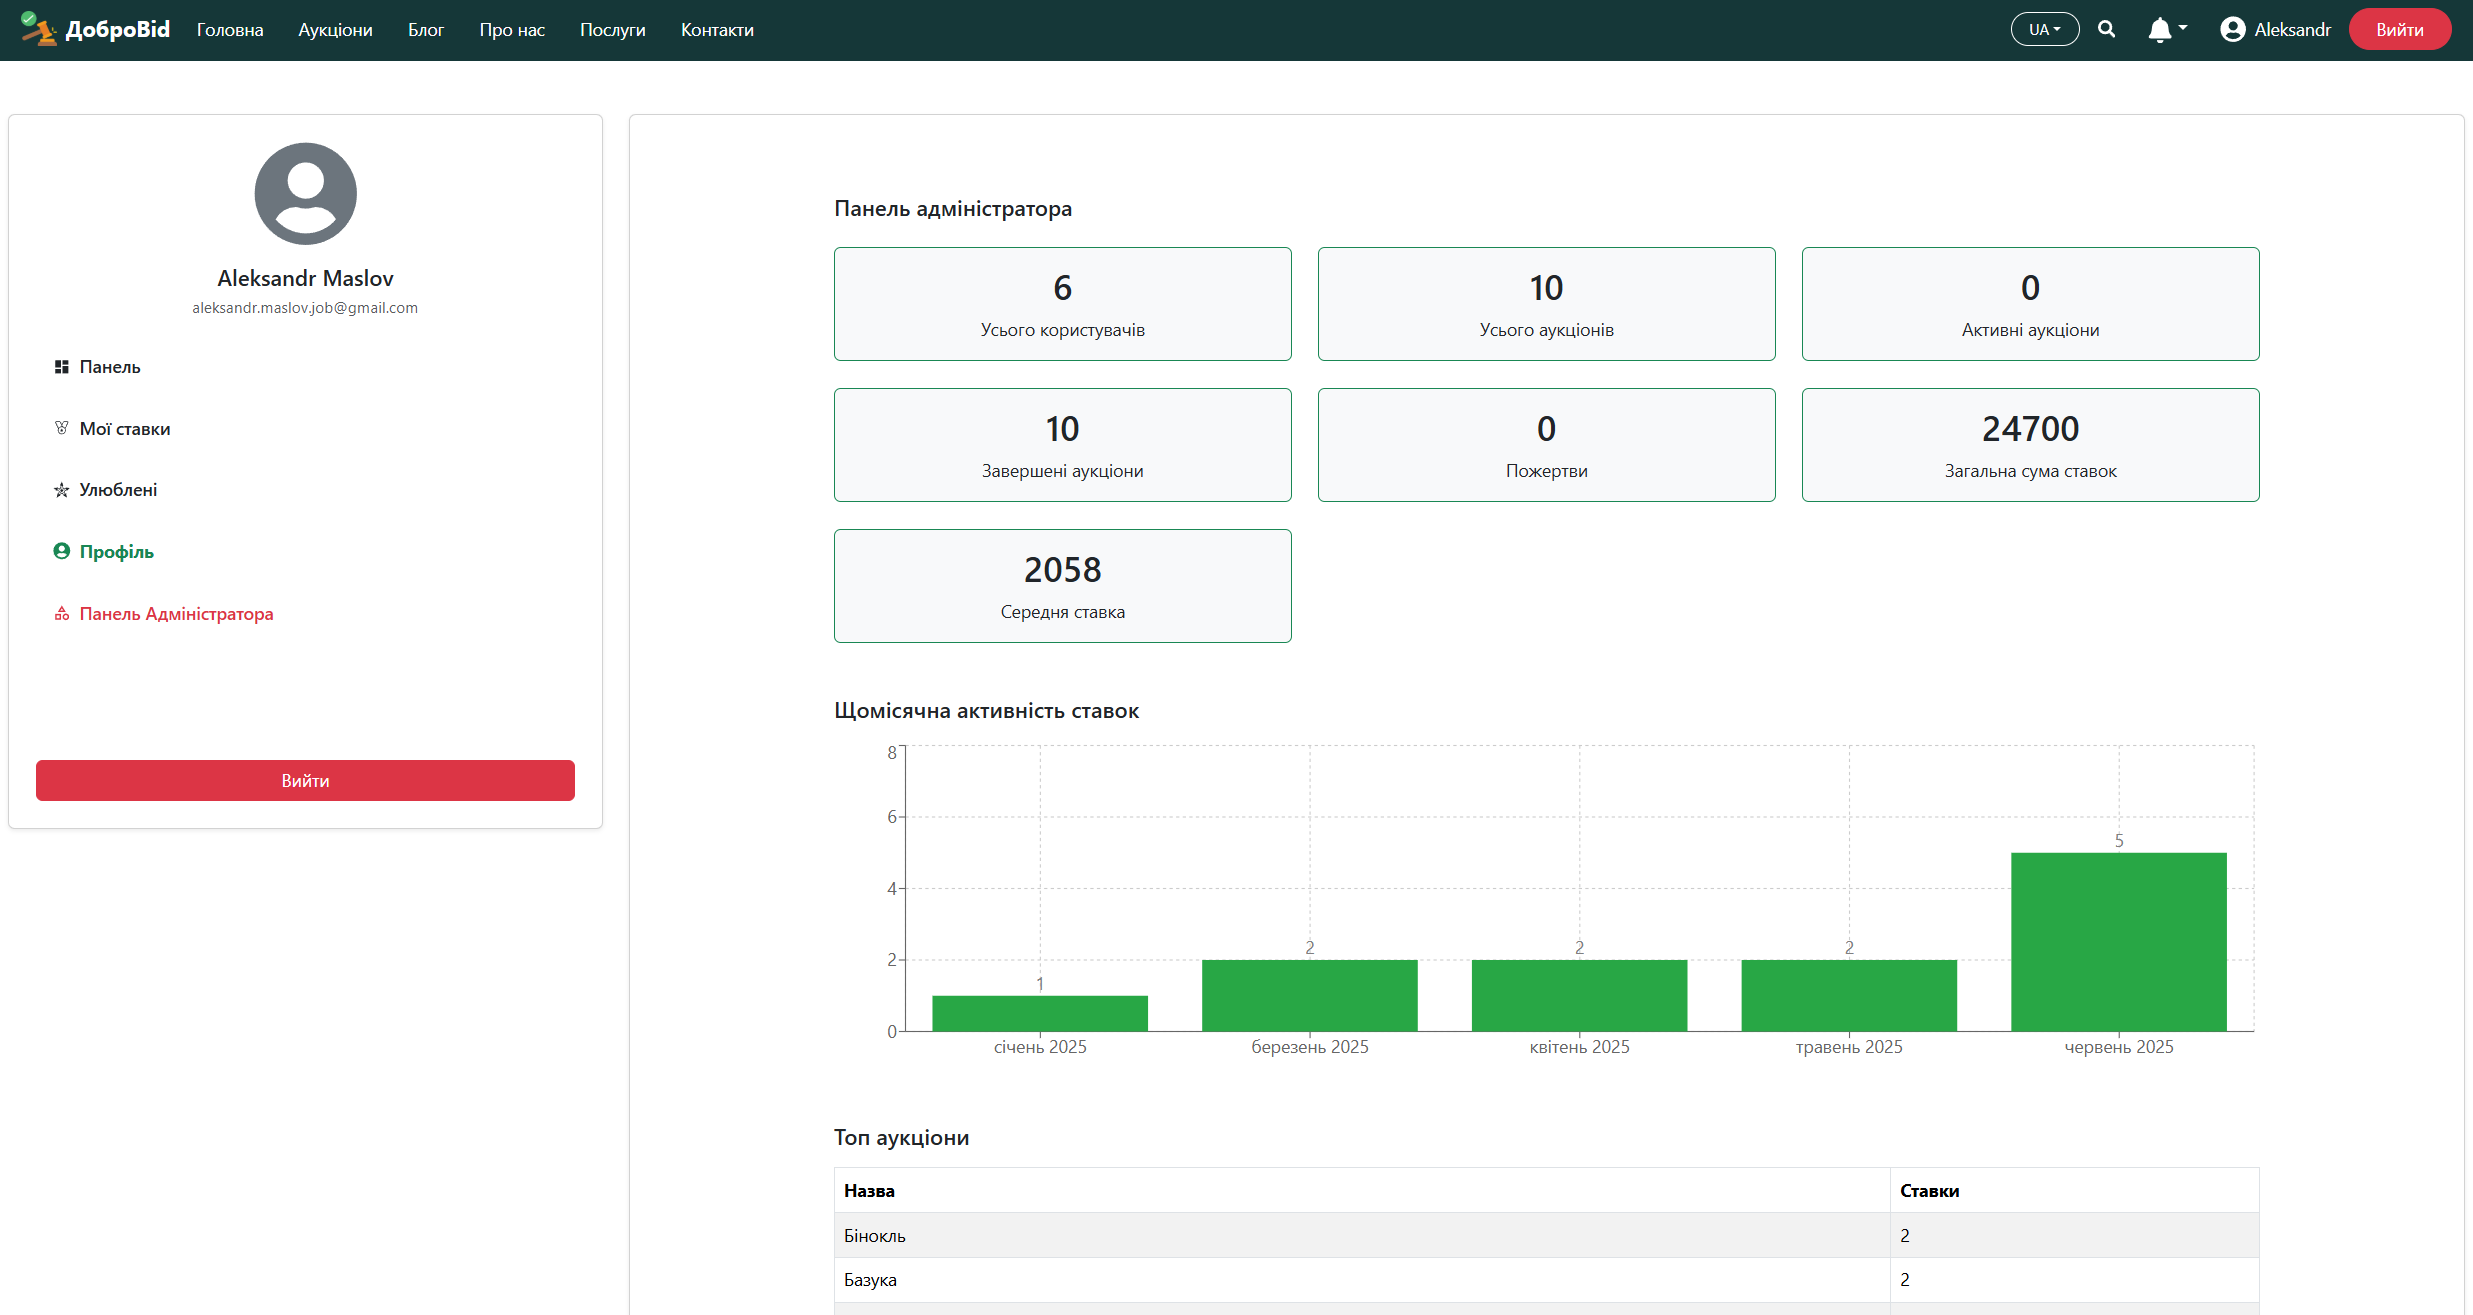 ДоброBid Головна Аукціони Блог Про нас Послуги Контакти UA Aleksandr Вийти
Aleksandr Maslov
aleksandr.maslov.job@gmail.com
Панель
Мої ставки
Улюблені
Профіль
Панель Адміністратора
Вийти
Панель адміністратора
6
Усього користувачів
10
Усього аукціонів
0
Активні аукціони
10
Завершені аукціони
0
Пожертви
24700
Загальна сума ставок
2058
Середня ставка
Щомісячна активність ставок
8
6
4
2
0
1
2
2
2
5
січень 2025 березень 2025 квітень 2025 травень 2025 червень 2025
Топ аукціони
Назва Ставки
Бінокль 2
Базука 2